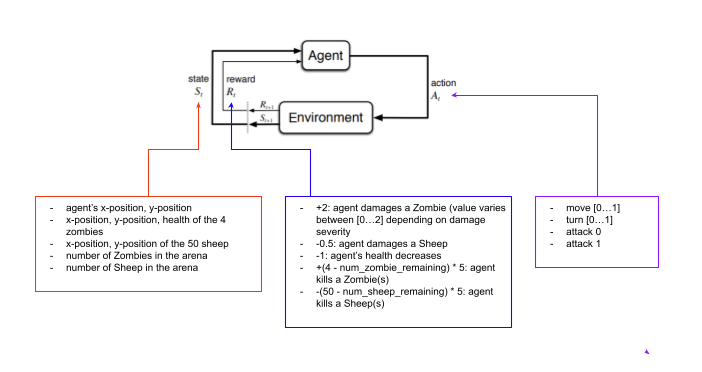 Agent
state
S_t
reward
R_t
action
A_t
R_{t+1}
S_{t+1}
Environment
- agent's x-position, y-position
- x-position, y-position, health of the 4
zombies
- x-position, y-position of the 50 sheep
- number of Zombies in the arena
- number of Sheep in the arena
- +2: agent damages a Zombie (value varies
between [0...2] depending on damage
severity
- -0.5: agent damages a Sheep
- -1: agent's health decreases
- +(4 - num_zombie_remaining) * 5: agent
kills a Zombie(s)
- -(50 - num_sheep_remaining) * 5: agent
kills a Sheep(s)
- move [0...1]
- turn [0...1]
- attack 0
- attack 1